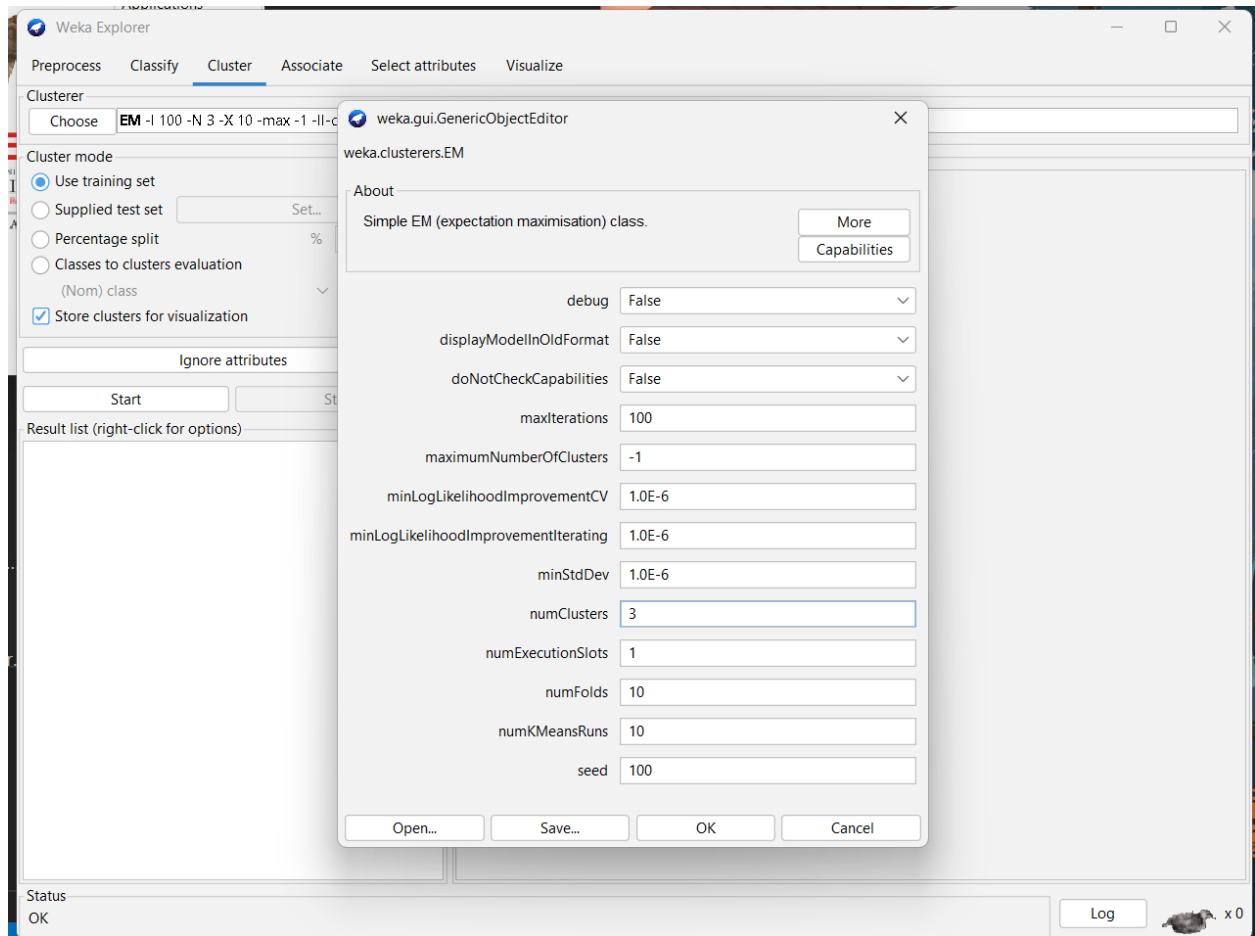 Applications
Weka Explorer
Preprocess Classify Cluster Associate Select attributes Visualize
Clusterer
Choose EM -I 100 -N 3 -X 10 -max -1 -ll-c
weka.gui.GenericObjectEditor
weka.clusterers.EM
Cluster mode
Use training set
Supplied test set Set...
Percentage split %
Classes to clusters evaluation
(Nom) class
Store clusters for visualization
Ignore attributes
Start St
Result list (right-click for options)
About
Simple EM (expectation maximisation) class.
More
Capabilities
debug False
displayModelInOldFormat False
doNotCheckCapabilities False
maxIterations 100
maximumNumberOfClusters -1
minLogLikelihoodImprovementCV 1.0E-6
minLogLikelihoodImprovementIterating 1.0E-6
minStdDev 1.0E-6
numClusters 3
numExecutionSlots 1
numFolds 10
numKMeansRuns 10
seed 100
Open... Save... OK Cancel
Status
OK
Log x 0